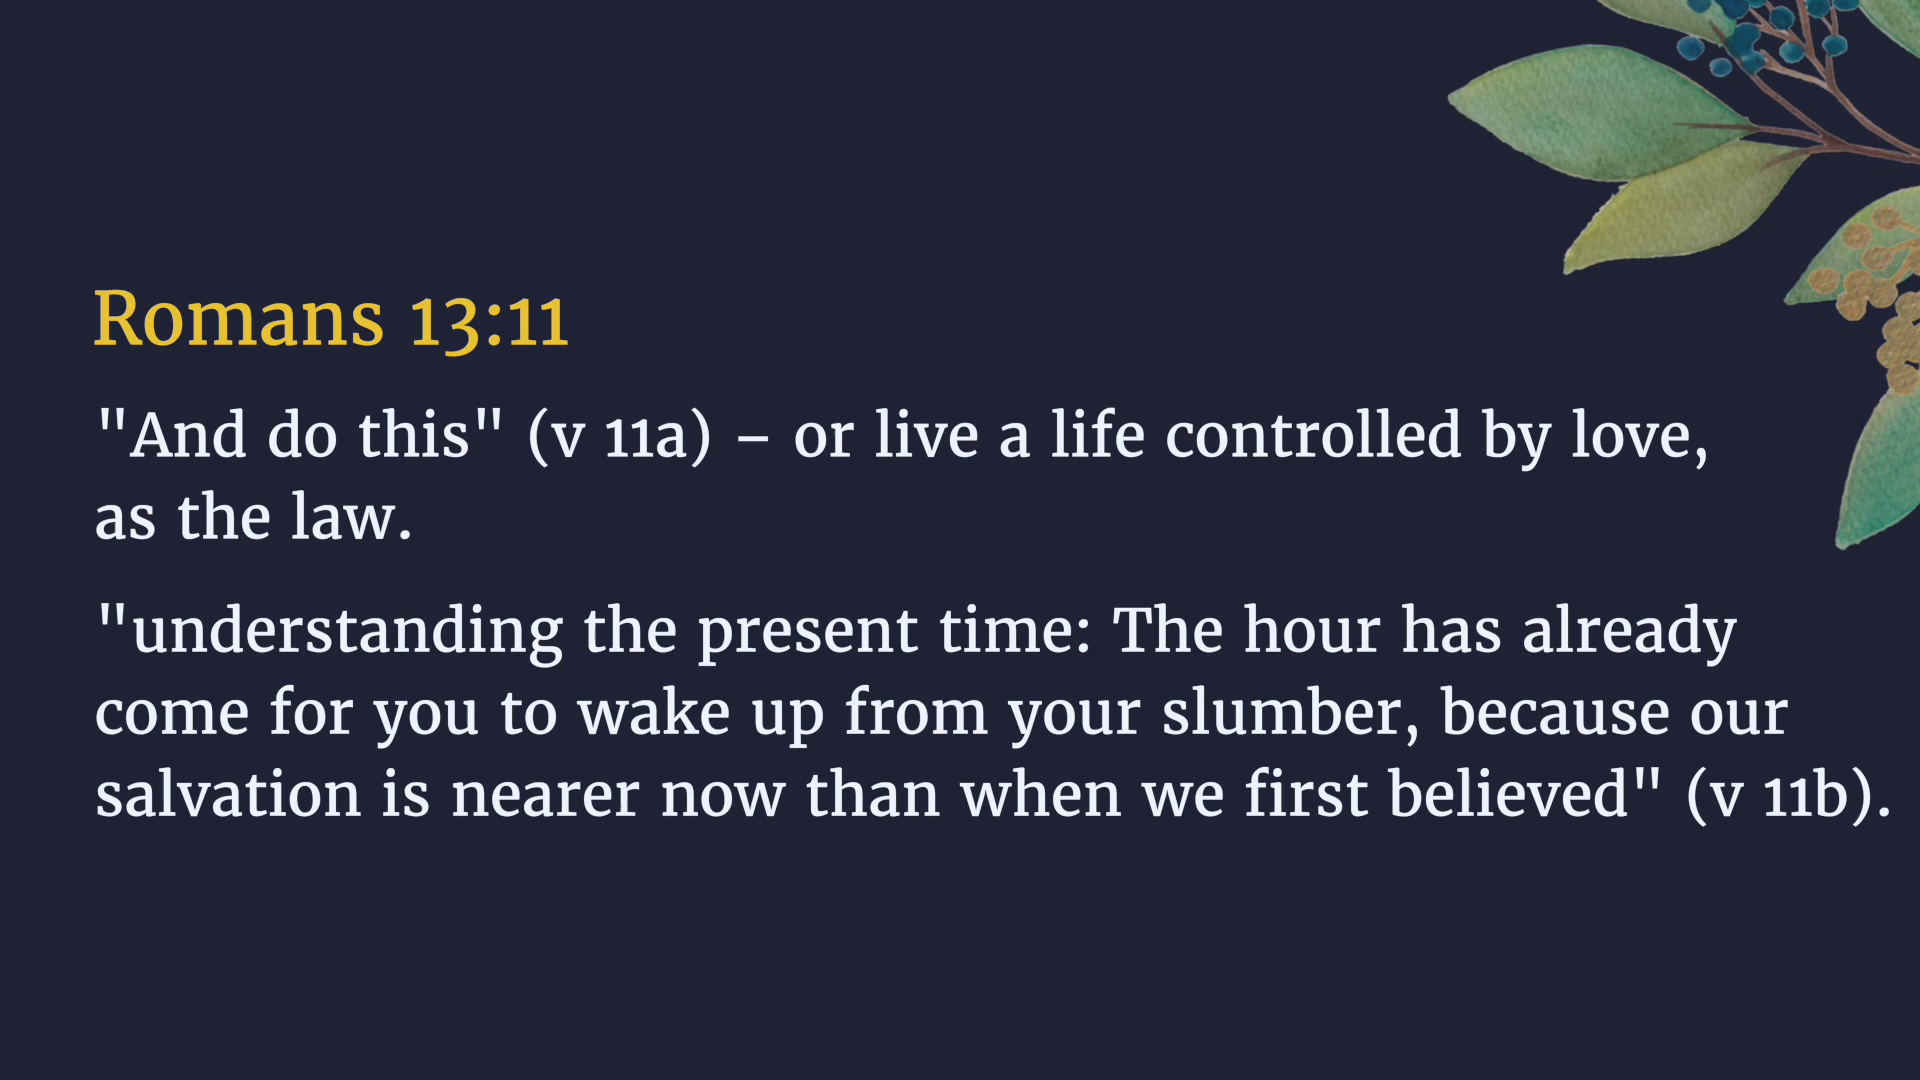 Romans 13:11
"And do this" (v 11a) – or live a life controlled by love,
as the law.
"understanding the present time: The hour has already
come for you to wake up from your slumber, because our
salvation is nearer now than when we first believed" (v 11b).